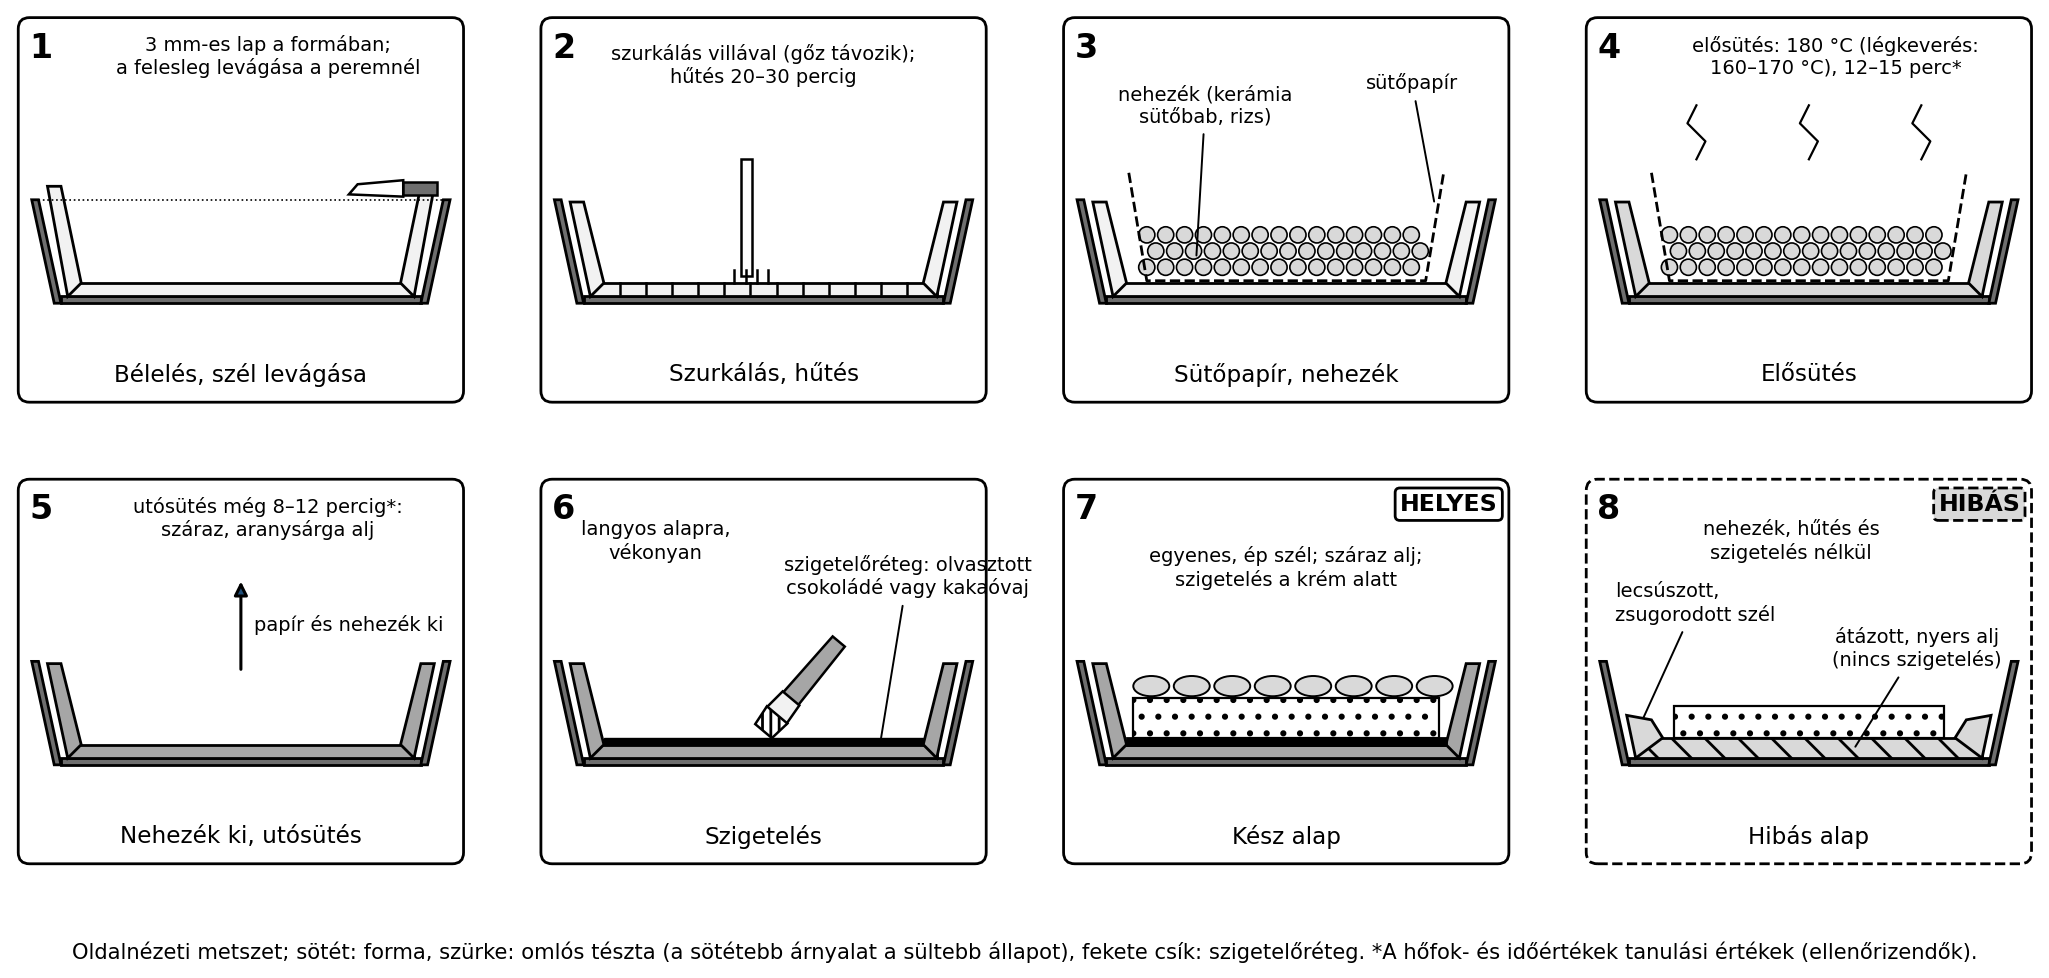 1
3 mm-es lap a formában;
a felesleg levágása a peremnél
Bélelés, szél levágása
2
szurkálás villával (gőz távozik);
hűtés 20–30 percig
Szurkálás, hűtés
3
nehezék (kerámia
sütőbab, rizs)
sütőpapír
Sütőpapír, nehezék
4
elősütés: 180 °C (légkeverés:
160–170 °C), 12–15 perc*
Elősütés
5
utósütés még 8–12 percig*:
száraz, aranysárga alj
papír és nehezék ki
Nehezék ki, utósütés
6
langyos alapra,
vékonyan
szigetelőréteg: olvasztott
csokoládé vagy kakaóvaj
Szigetelés
7
HELYES
egyenes, ép szél; száraz alj;
szigetelés a krém alatt
Kész alap
8
HIBÁS
nehezék, hűtés és
szigetelés nélkül
lecsúszott,
zsugorodott szél
átázott, nyers alj
(nincs szigetelés)
Hibás alap
Oldalnézeti metszet; sötét: forma, szürke: omlós tészta (a sötétebb árnyalat a sültebb állapot), fekete csík: szigetelőréteg. *A hőfok- és időértékek tanulási értékek (ellenőrizendők).